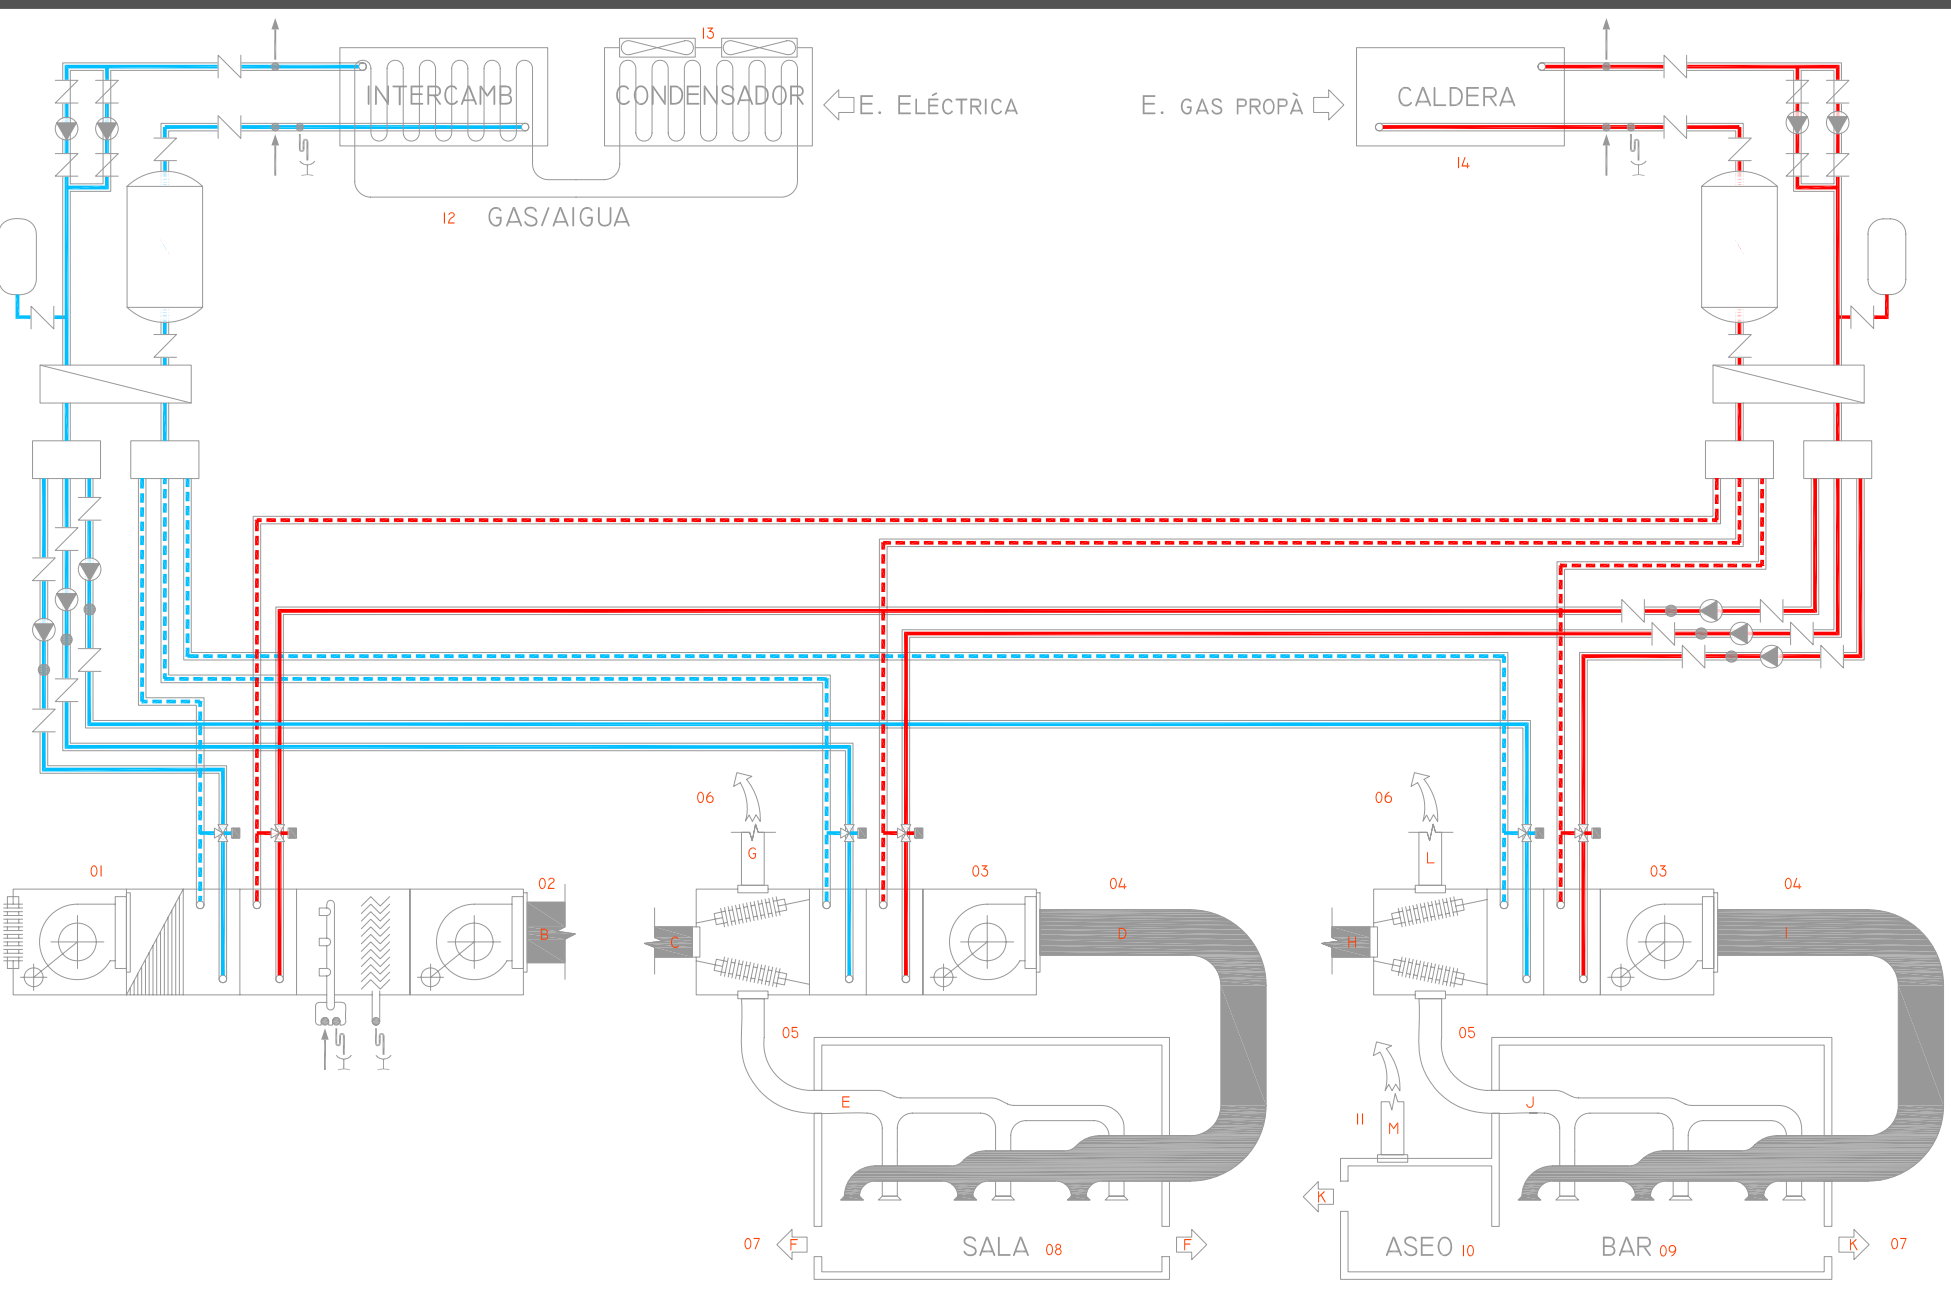 13
INTERCAMB
CONDENSADOR
E. ELÉCTRICA
E. GAS PROPÀ
CALDERA
14
12
GAS/AIGUA
06
06
G
L
01
02
03
04
03
04
B
C
D
H
I
05
05
E
J
11
M
K
07
F
SALA
08
F
ASEO
10
BAR
09
K
07